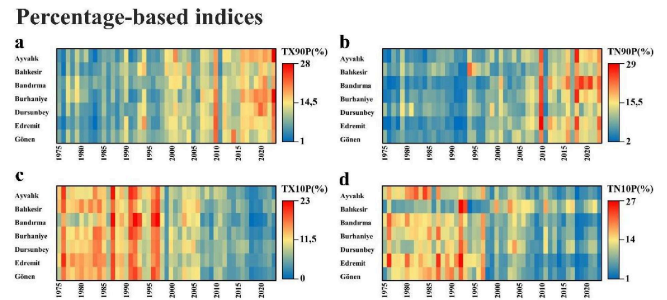 Percentage-based indices
a
TX90P(%)
Ayvalık
Balıkesir
Bandırma
Burhaniye
Dursunbey
Edremit
Gönen
28
14,5
1
1975
1980
1985
1990
1995
2000
2005
2010
2015
2020
b
TN90P(%)
Ayvalık
Balıkesir
Bandırma
Burhaniye
Dursunbey
Edremit
Gönen
29
14,5
2
1975
1980
1985
1990
1995
2000
2005
2010
2015
2020
c
TX10P(%)
Ayvalık
Balıkesir
Bandırma
Burhaniye
Dursunbey
Edremit
Gönen
23
11,5
0
1975
1980
1985
1990
1995
2000
2005
2010
2015
2020
d
TN10P(%)
Ayvalık
Balıkesir
Bandırma
Burhaniye
Dursunbey
Edremit
Gönen
27
14
1
1975
1980
1985
1990
1995
2000
2005
2010
2015
2020